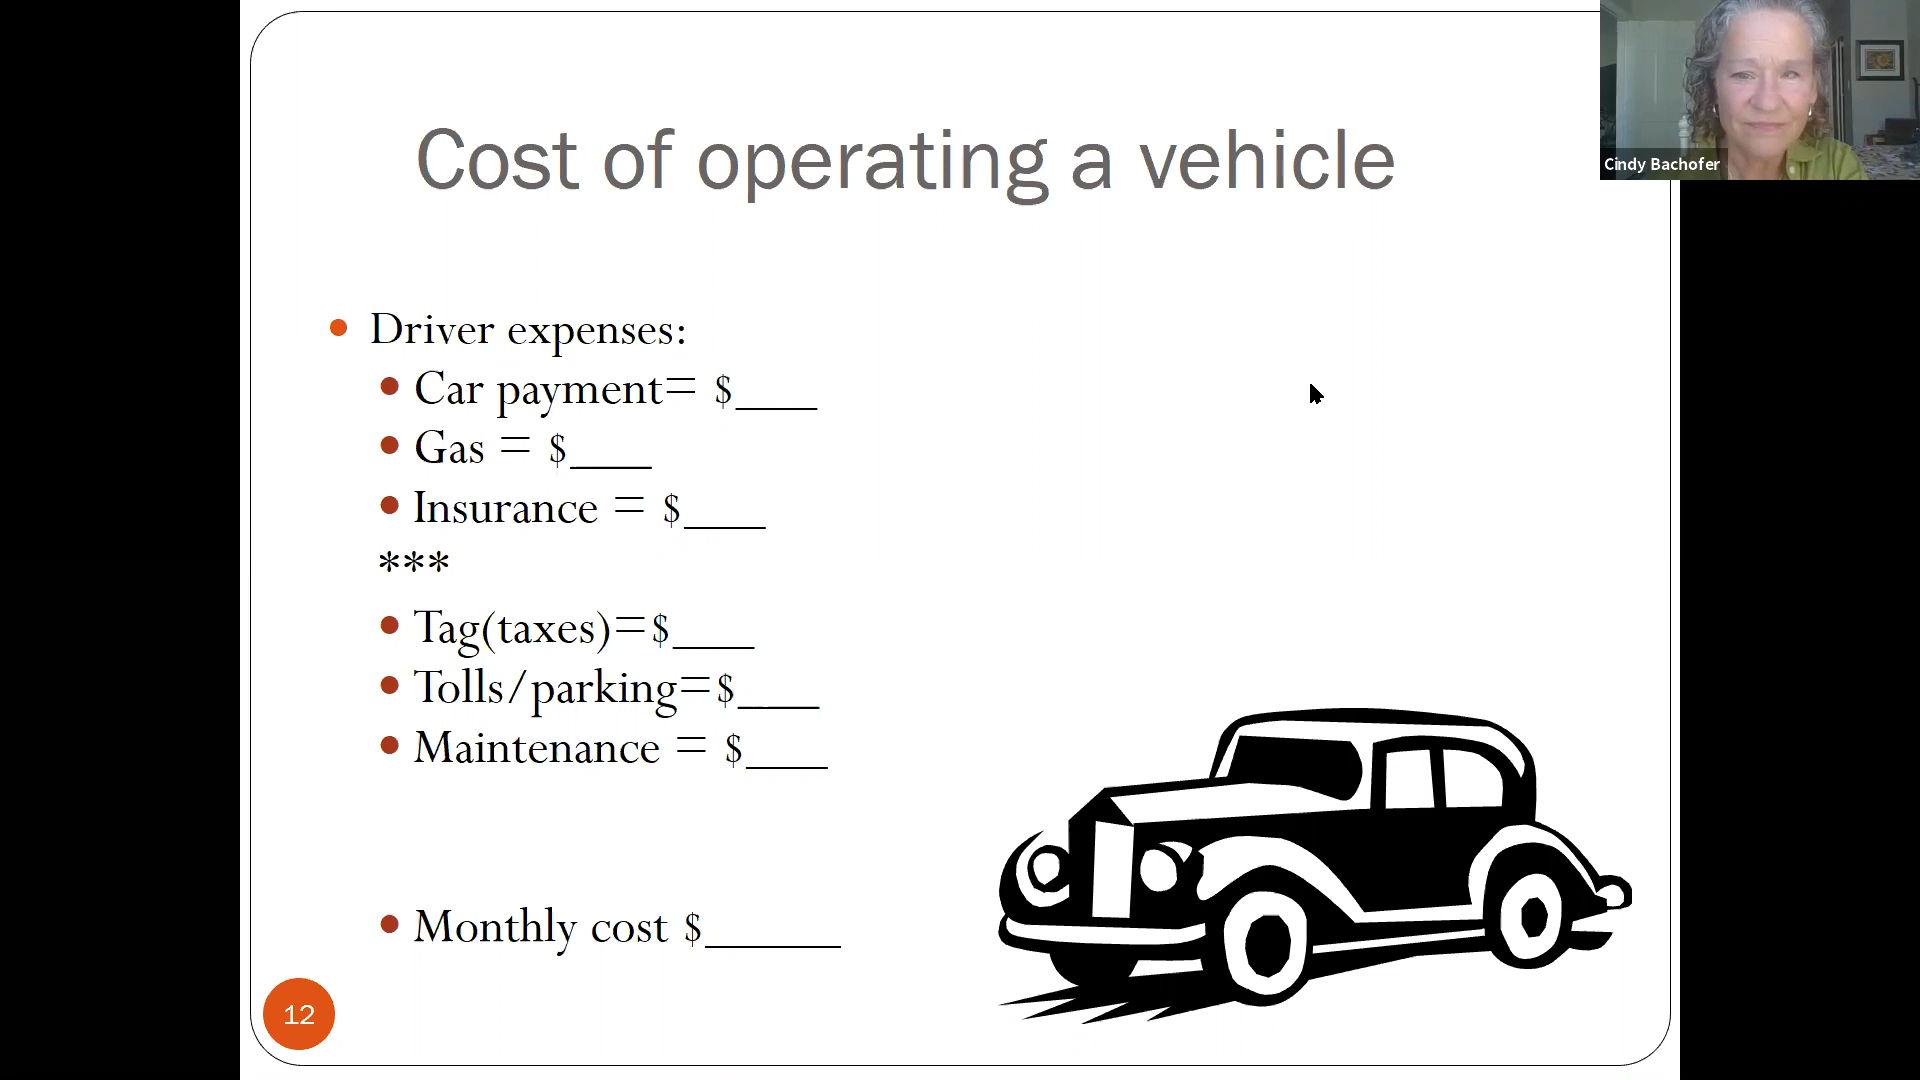 Cost of operating a vehicle
Cindy Bachofer
Driver expenses:
Car payment= $____
Gas = $____
Insurance = $____
***
Tag(taxes)=$____
Tolls/parking=$____
Maintenance = $____
Monthly cost $______
12